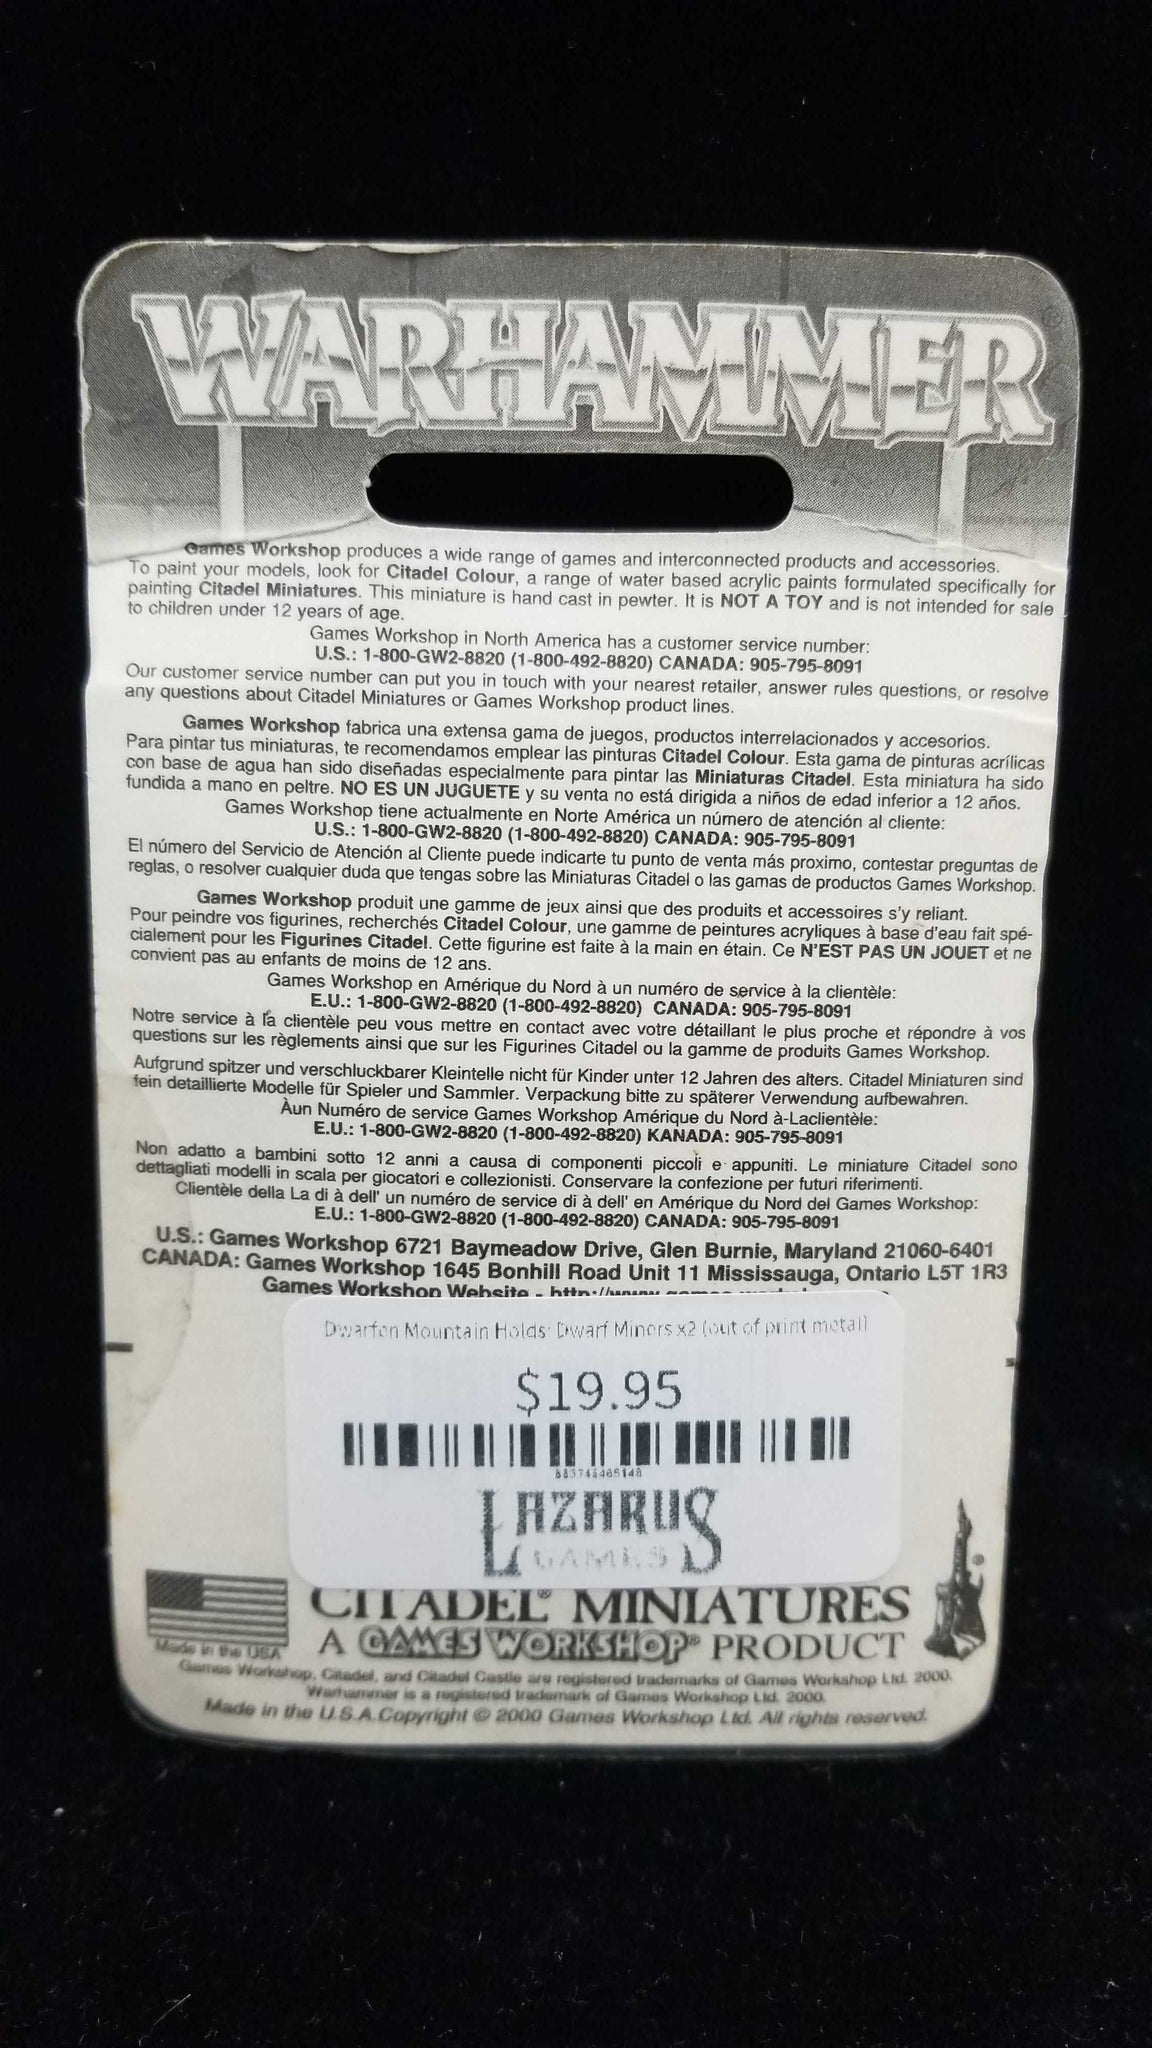 WARHAMMER
Games Workshop produces a wide range of games and interconnected products and accessories.
To paint your models, look for Citadel Colour, a range of water based acrylic paints formulated specifically for
painting Citadel Miniatures. This miniature is hand cast in pewter. It is NOT A TOY and is not intended for sale
to children under 12 years of age.
Games Workshop in North America has a customer service number:
U.S.: 1-800-GW2-8820 (1-800-492-8820) CANADA: 905-795-8091
Our customer service number can put you in touch with your nearest retailer, answer rules questions, or resolve
any questions about Citadel Miniatures or Games Workshop product lines.
Games Workshop fabrica una extensa gama de juegos, productos interrelacionados y accesorios.
Para pintar tus miniaturas, te recomendamos emplear las pinturas Citadel Colour. Esta gama de pinturas acrílicas
con base de agua han sido diseñadas especialmente para pintar las Miniaturas Citadel. Esta miniatura ha sido
fundida a mano en peltre. NO ES UN JUGUETE y su venta no está dirigida a niños de edad inferior a 12 años.
Games Workshop tiene actualmente en Norte América un número de atención al cliente:
U.S.: 1-800-GW2-8820 (1-800-492-8820) CANADA: 905-795-8091
El número del Servicio de Atención al Cliente puede indicarte tu punto de venta más proximo, contestar preguntas de
reglas, o resolver cualquier duda que tengas sobre las Miniaturas Citadel o las gamas de productos Games Workshop.
Games Workshop produit une gamme de jeux ainsi que des produits et accessoires s'y reliant.
Pour peindre vos figurines, recherchés Citadel Colour, une gamme de peintures acryliques à base d'eau fait spé-
cialement pour les Figurines Citadel. Cette figurine est faite à la main en étain. Ce N'EST PAS UN JOUET et ne
convient pas au enfants de moins de 12 ans.
Games Workshop en Amérique du Nord à un numéro de service à la clientèle:
E.U.: 1-800-GW2-8820 (1-800-492-8820) CANADA: 905-795-8091
Notre service à la clientèle peu vous mettre en contact avec votre détaillant le plus proche et répondre à vos
questions sur les règlements ainsi que sur les Figurines Citadel ou la gamme de produits Games Workshop.
Aufgrund spitzer und verschluckbarer Kleintelle nicht für Kinder unter 12 Jahren des alters. Citadel Miniaturen sind
fein detaillierte Modelle für Spieler und Sammler. Verpackung bitte zu späterer Verwendung aufbewahren.
Àun Numéro de service Games Workshop Amérique du Nord à-Laclientèle:
E.U.: 1-800-GW2-8820 (1-800-492-8820) KANADA: 905-795-8091
Non adatto a bambini sotto 12 anni a causa di componenti piccoli e appuniti. Le miniature Citadel sono
dettagliati modelli in scala per giocatori e collezionisti. Conservare la confezione per futuri riferimenti.
Clientèle della La di à dell' un numéro de service di à dell' en Amérique du Nord del Games Workshop:
E.U.: 1-800-GW2-8820 (1-800-492-8820) CANADA: 905-795-8091
U.S.: Games Workshop 6721 Baymeadow Drive, Glen Burnie, Maryland 21060-6401
CANADA: Games Workshop 1645 Bonhill Road Unit 11 Mississauga, Ontario L5T 1R3
Games Workshop Website -
Dwarfen Mountain Holds: Dwarf Miners x2 (out of print metal)
$19.95
LAZARUS
GAMES
CITADEL® MINIATURES
A GAMES WORKSHOP® PRODUCT
Made in the USA
Games Workshop, Citadel, and Citadel Castle are registered trademarks of Games Workshop Ltd. 2000.
Warhammer is a registered trademark of Games Workshop Ltd. 2000.
Made in the U.S.A. Copyright © 2000 Games Workshop Ltd. All rights reserved.